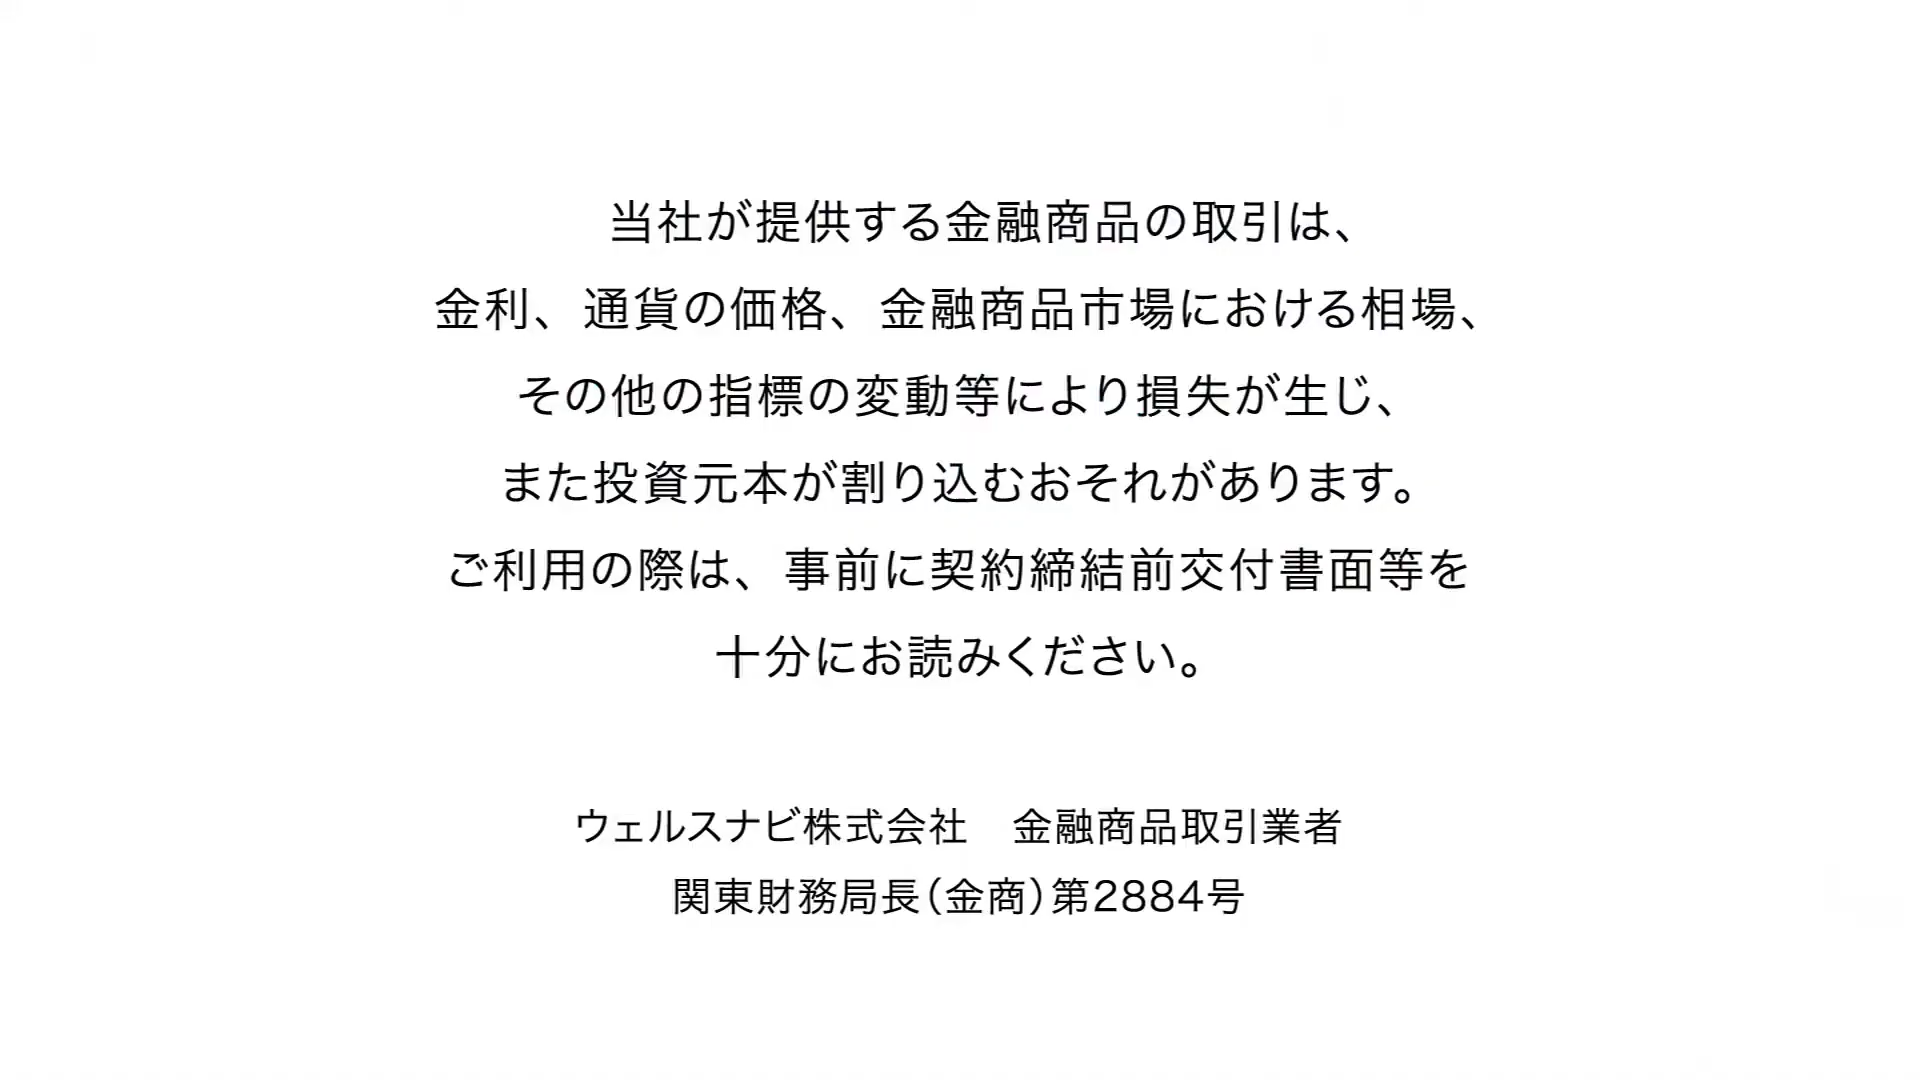 当社が提供する金融商品の取引は、
金利、通貨の価格、金融商品市場における相場、
その他の指標の変動等により損失が生じ、
また投資元本が割り込むおそれがあります。
ご利用の際は、事前に契約締結前交付書面等を
十分にお読みください。
ウェルスナビ株式会社　金融商品取引業者
関東財務局長（金商）第2884号